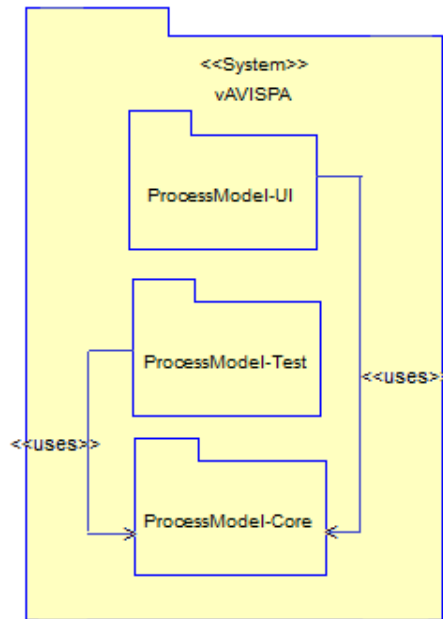 <<System>>
vAVISPA
ProcessModel-UI
ProcessModel-Test
<<uses>>
<<uses>>
ProcessModel-Core